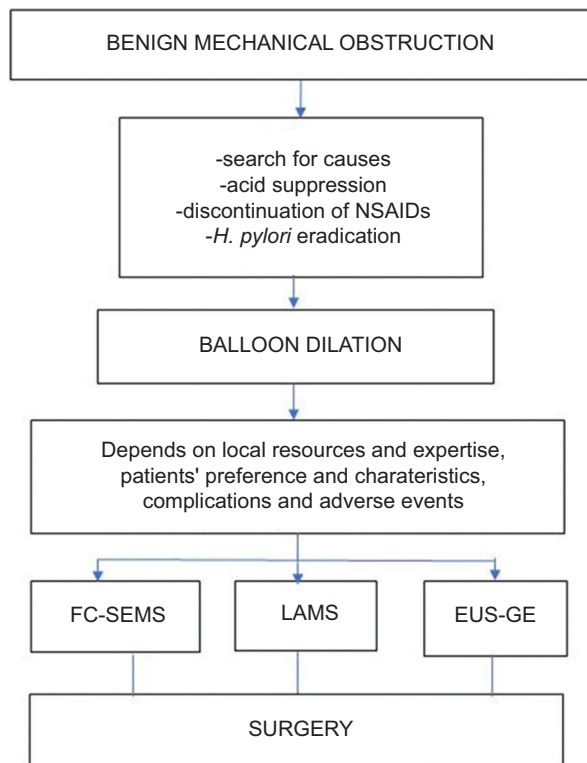 BENIGN MECHANICAL OBSTRUCTION
-search for causes
-acid suppression
-discontinuation of NSAIDs
-H. pylori eradication
BALLOON DILATION
Depends on local resources and expertise,
patients' preference and charateristics,
complications and adverse events
FC-SEMS
LAMS
EUS-GE
SURGERY